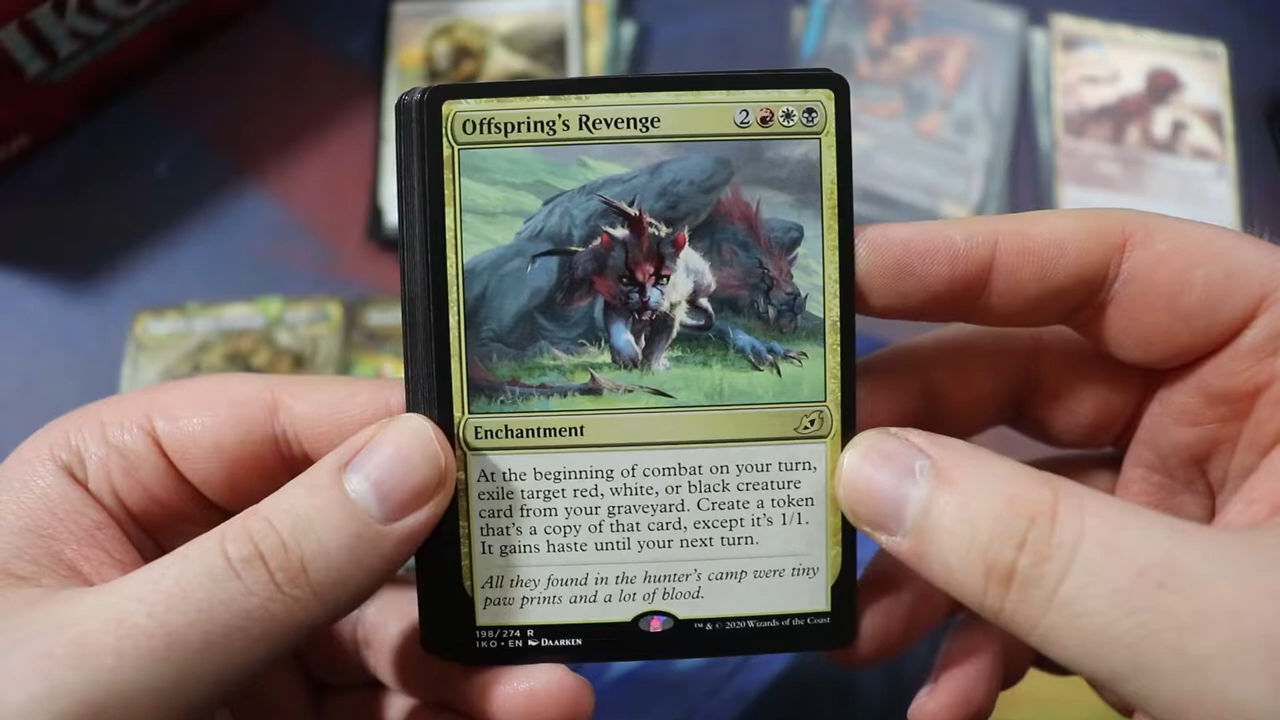 IKO
Offspring's Revenge 2
Enchantment
At the beginning of combat on your turn,
exile target red, white, or black creature
card from your graveyard. Create a token
that's a copy of that card, except it's 1/1.
It gains haste until your next turn.
All they found in the hunter's camp were tiny
paw prints and a lot of blood.
198/274 R
IKO • EN DAARKEN
™ & © 2020 Wizards of the Coast